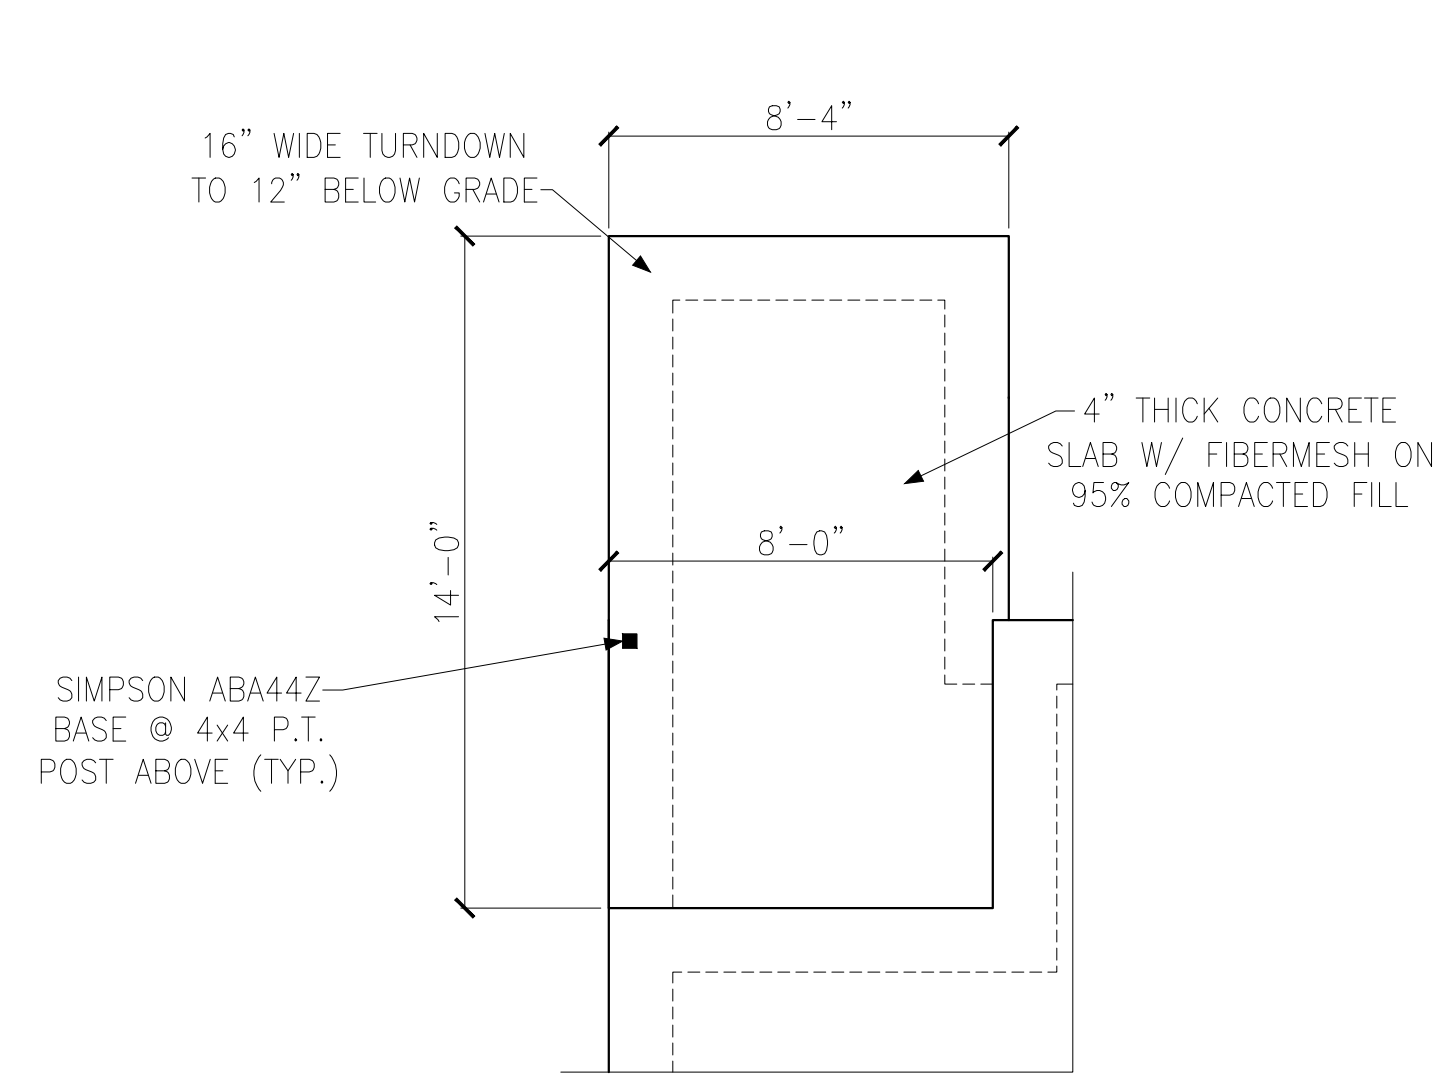 8'-4"
16" WIDE TURNDOWN
TO 12" BELOW GRADE
4" THICK CONCRETE
SLAB W/ FIBERMESH ON
95% COMPACTED FILL
8'-0"
14'-0"
SIMPSON ABA44Z
BASE @ 4x4 P.T.
POST ABOVE (TYP.)